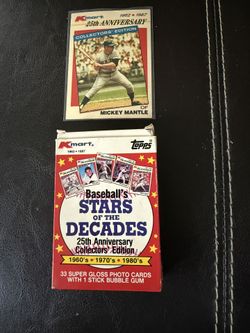 Kmart
1962 • 1987
25th ANNIVERSARY
COLLECTORS' EDITION
CF
MICKEY MANTLE
Kmart
1962 • 1987
TOPPS
Baseball's
STARS
OF THE
DECADES
25th Anniversary
Collectors' Edition
1960's • 1970's • 1980's
33 SUPER GLOSS PHOTO CARDS
WITH 1 STICK BUBBLE GUM